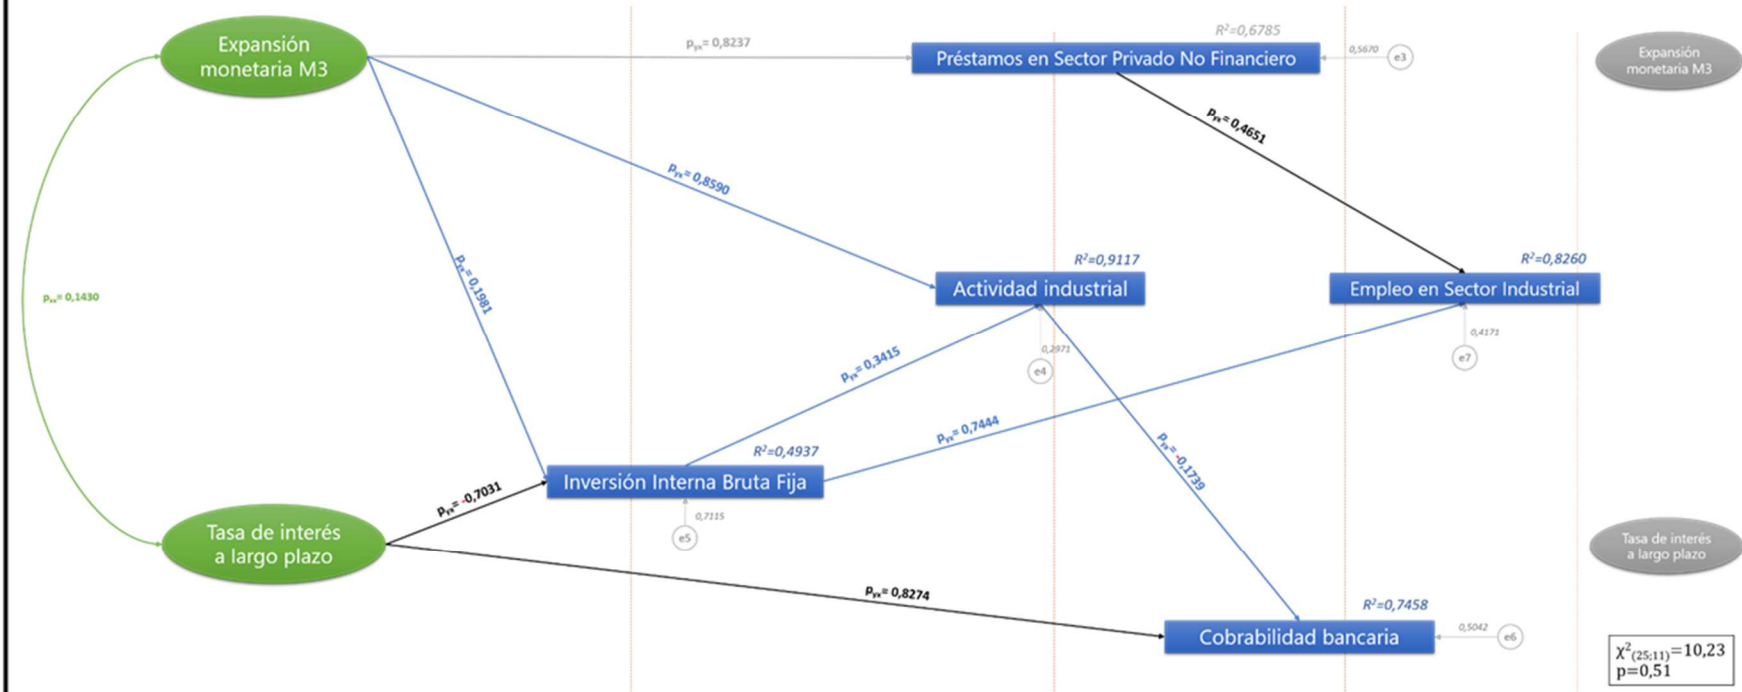 Expansión
monetaria M3
pyx= 0,8237
R²=0,6785
Préstamos en Sector Privado No Financiero
0,5670
e3
Expansión
monetaria M3
pyx= 0,4651
pyx= 0,8590
pyx= 0,1981
R²=0,9117
Actividad industrial
R²=0,8260
Empleo en Sector Industrial
pxx= 0,1430
0,2971
e4
0,4171
e7
pyx= 0,3415
pyx= 0,7444
pyx= -0,1739
R²=0,4937
Inversión Interna Bruta Fija
pyx= -0,7031
0,7115
e5
Tasa de interés
a largo plazo
Tasa de interés
a largo plazo
pyx= 0,8274
R²=0,7458
Cobrabilidad bancaria
0,5042
e6
χ²(25;11)=10,23
p=0,51